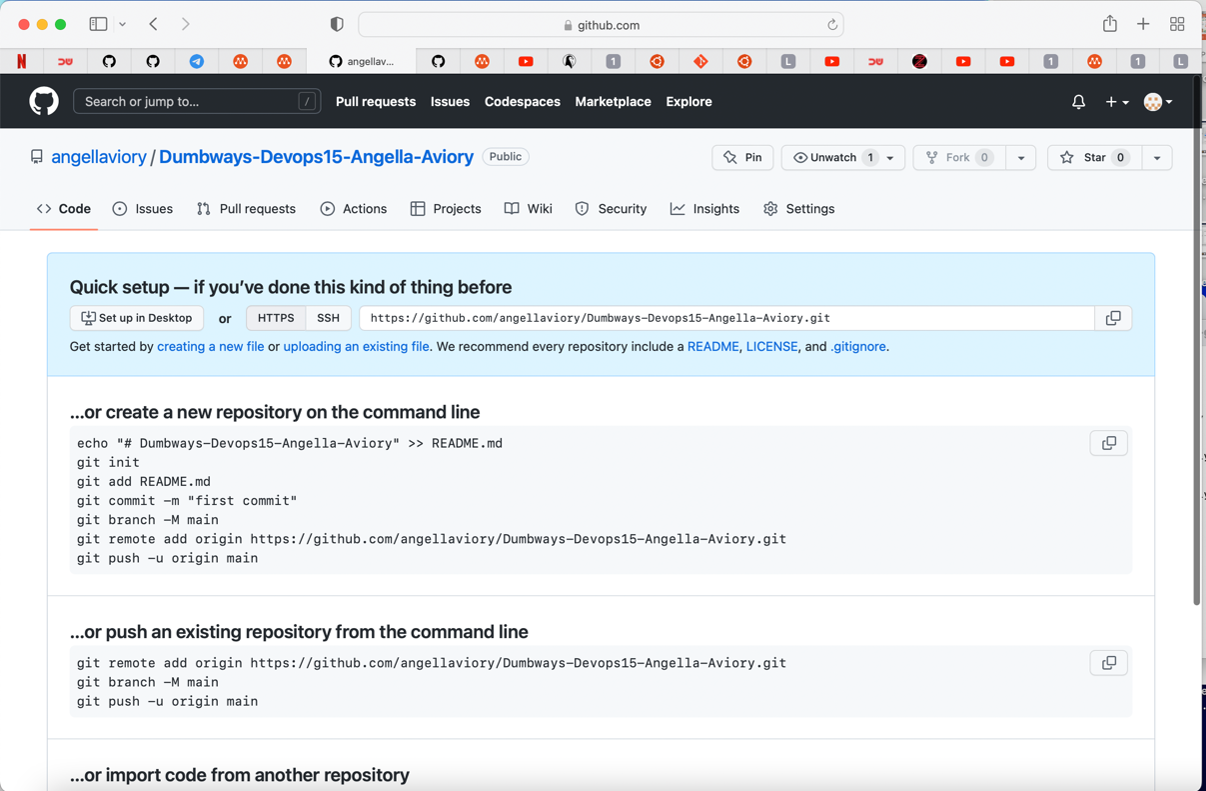 github.com
angellav...
1
L
1
1
L
Search or jump to... /
Pull requests Issues Codespaces Marketplace Explore
angellaviory / Dumbways-Devops15-Angella-Aviory Public
Pin Unwatch 1 Fork 0 Star 0
Code Issues Pull requests Actions Projects Wiki Security Insights Settings
Quick setup — if you’ve done this kind of thing before
Set up in Desktop or HTTPS SSH https://github.com/angellaviory/Dumbways-Devops15-Angella-Aviory.git
Get started by creating a new file or uploading an existing file. We recommend every repository include a README, LICENSE, and .gitignore.
…or create a new repository on the command line
echo "# Dumbways-Devops15-Angella-Aviory" >> README.md
git init
git add README.md
git commit -m "first commit"
git branch -M main
git remote add origin https://github.com/angellaviory/Dumbways-Devops15-Angella-Aviory.git
git push -u origin main
…or push an existing repository from the command line
git remote add origin https://github.com/angellaviory/Dumbways-Devops15-Angella-Aviory.git
git branch -M main
git push -u origin main
…or import code from another repository